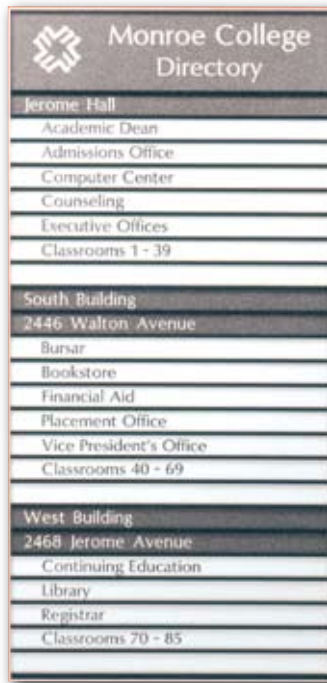 Monroe College
Directory
Jerome Hall
Academic Dean
Admissions Office
Computer Center
Counseling
Executive Offices
Classrooms 1 - 39
South Building
2446 Walton Avenue
Bursar
Bookstore
Financial Aid
Placement Office
Vice President's Office
Classrooms 40 - 69
West Building
2468 Jerome Avenue
Continuing Education
Library
Registrar
Classrooms 70 - 85